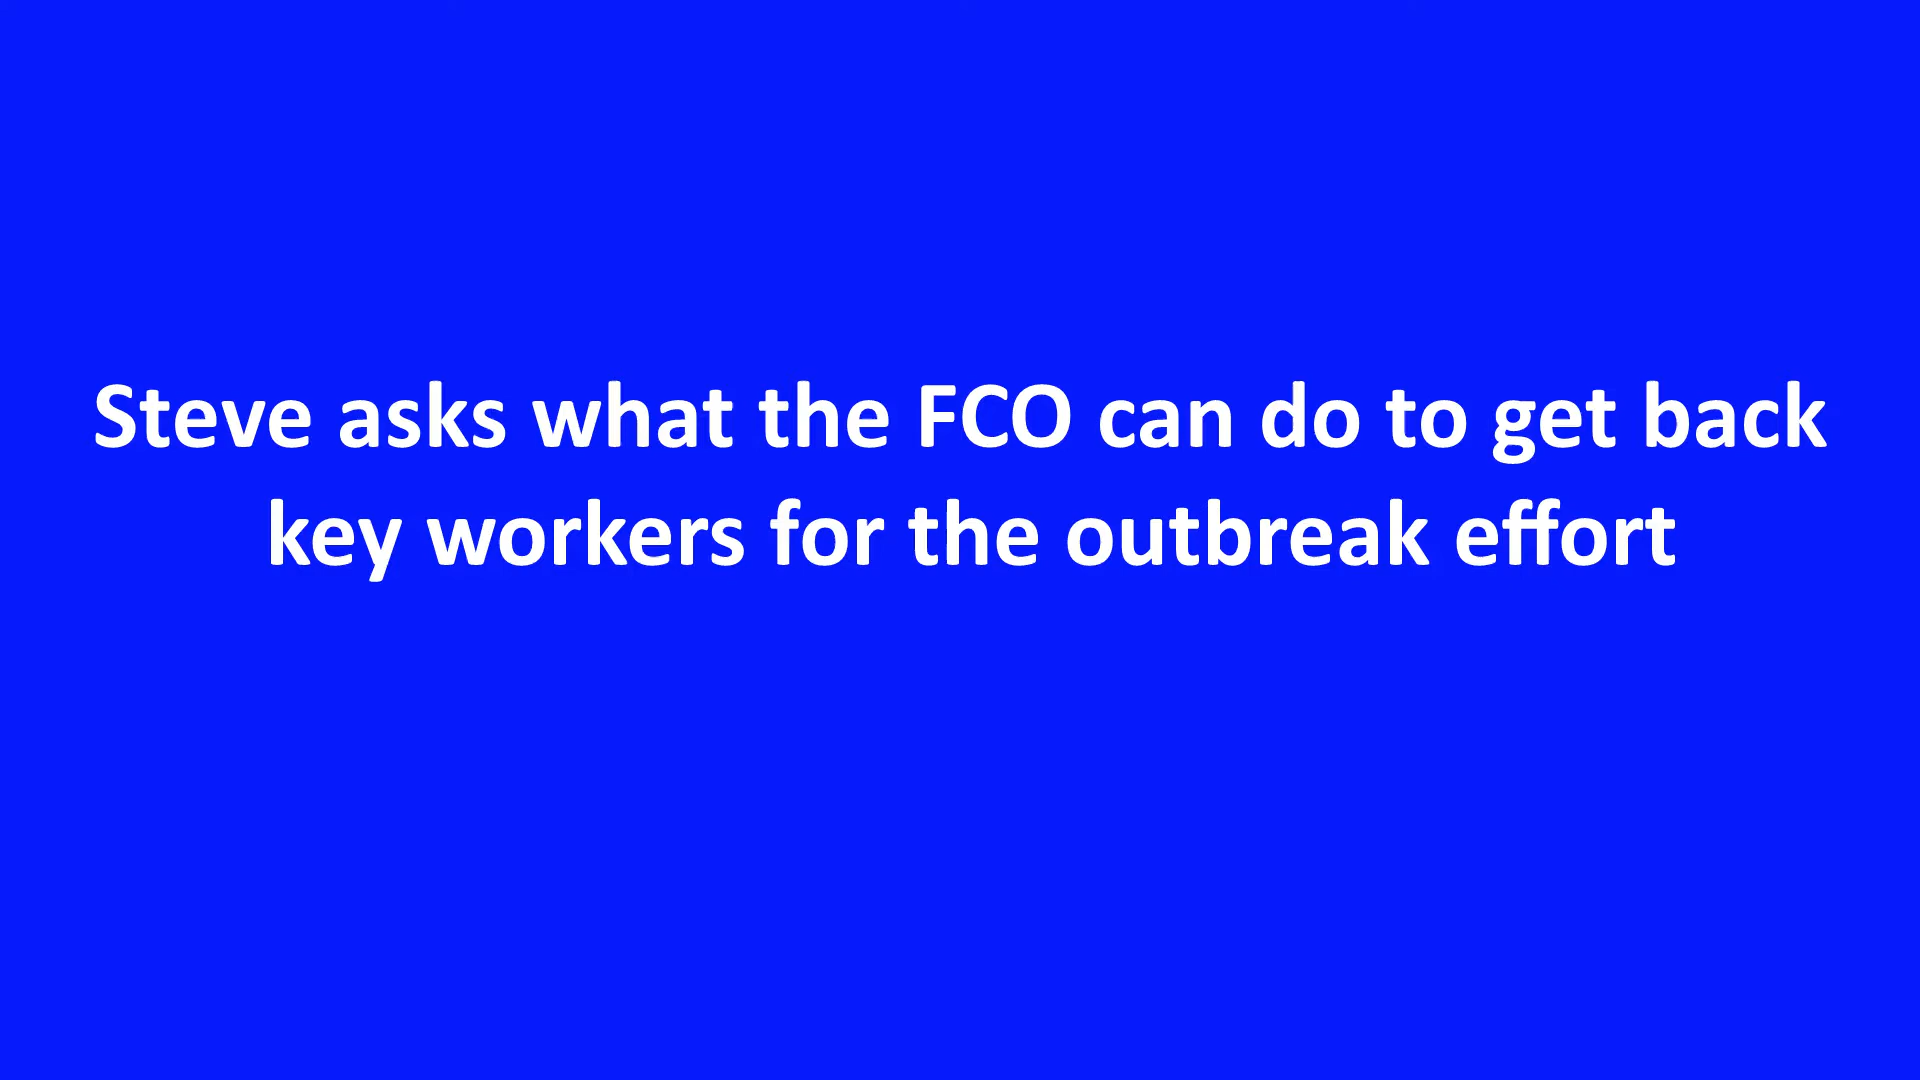 Steve asks what the FCO can do to get back
key workers for the outbreak effort